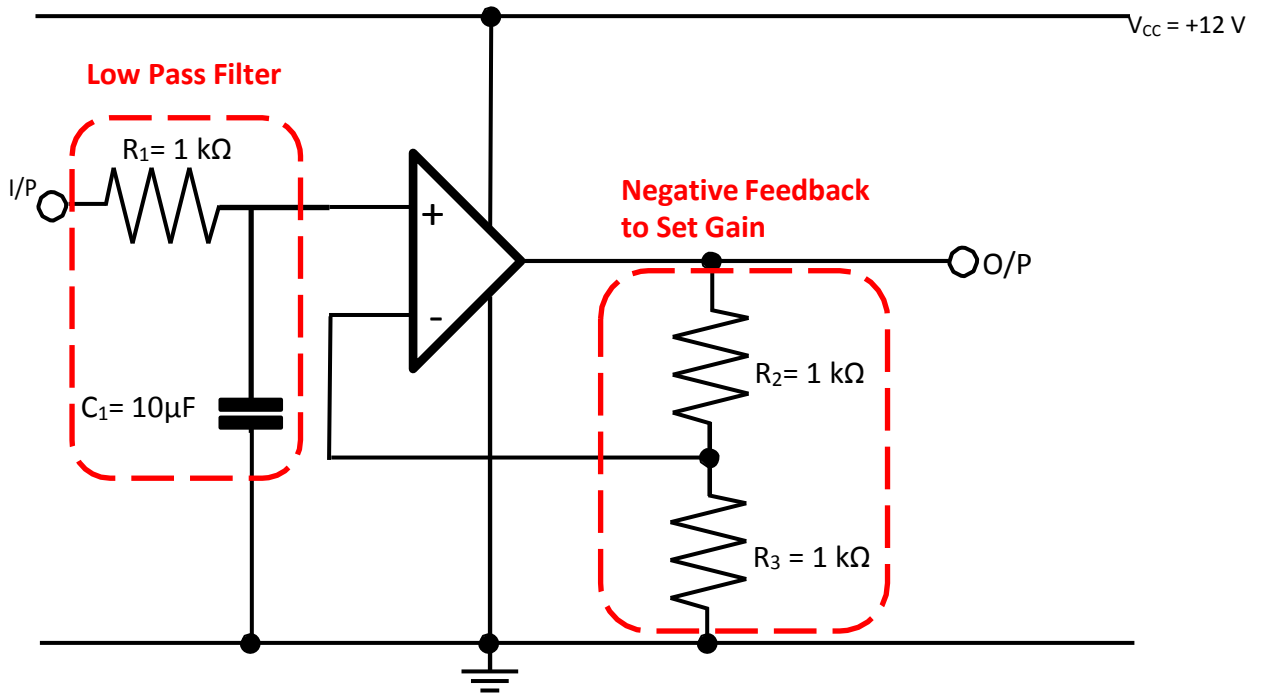 V_CC = +12 V
Low Pass Filter
R₁= 1 kΩ
I/P
+
-
Negative Feedback
to Set Gain
O/P
R₂= 1 kΩ
C₁= 10µF
R₃ = 1 kΩ